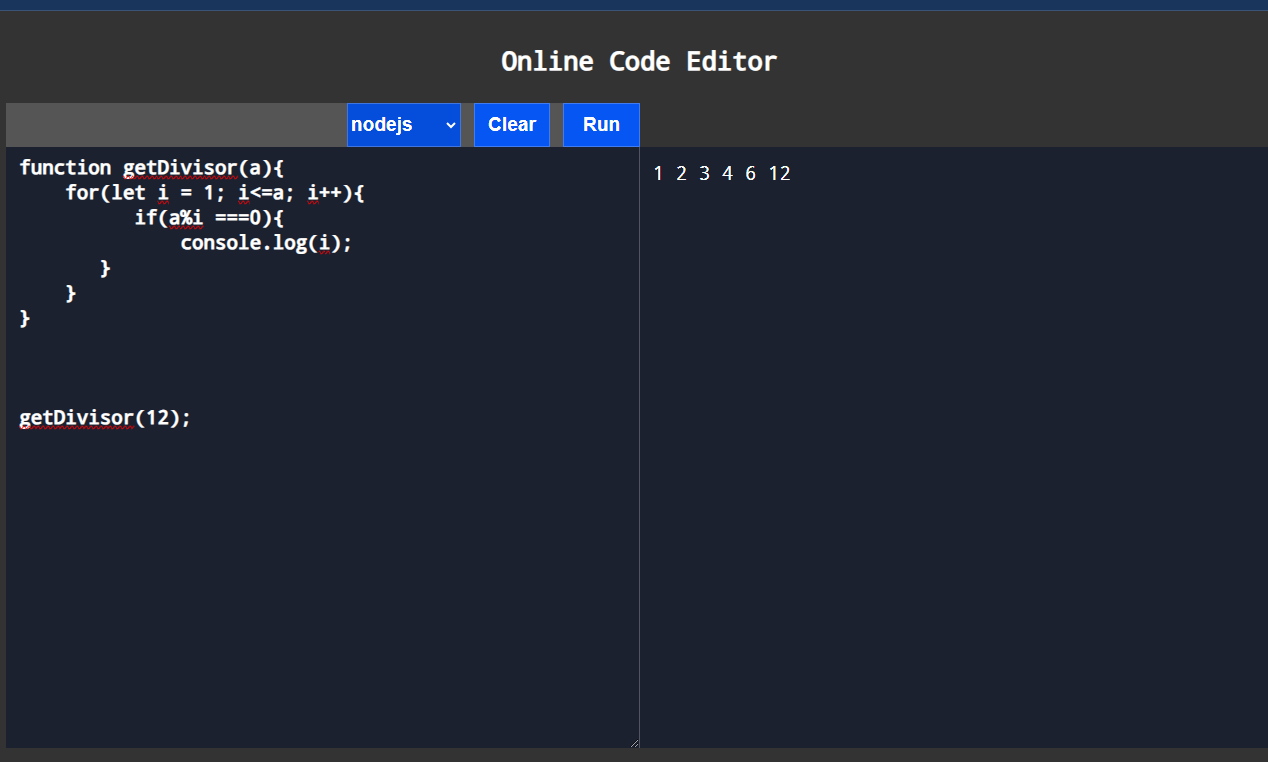 Online Code Editor
nodejs Clear Run
function getDivisor(a){
    for(let i = 1; i<=a; i++){
          if(a%i ===0){
              console.log(i);
       }
    }
}
getDivisor(12);
1 2 3 4 6 12